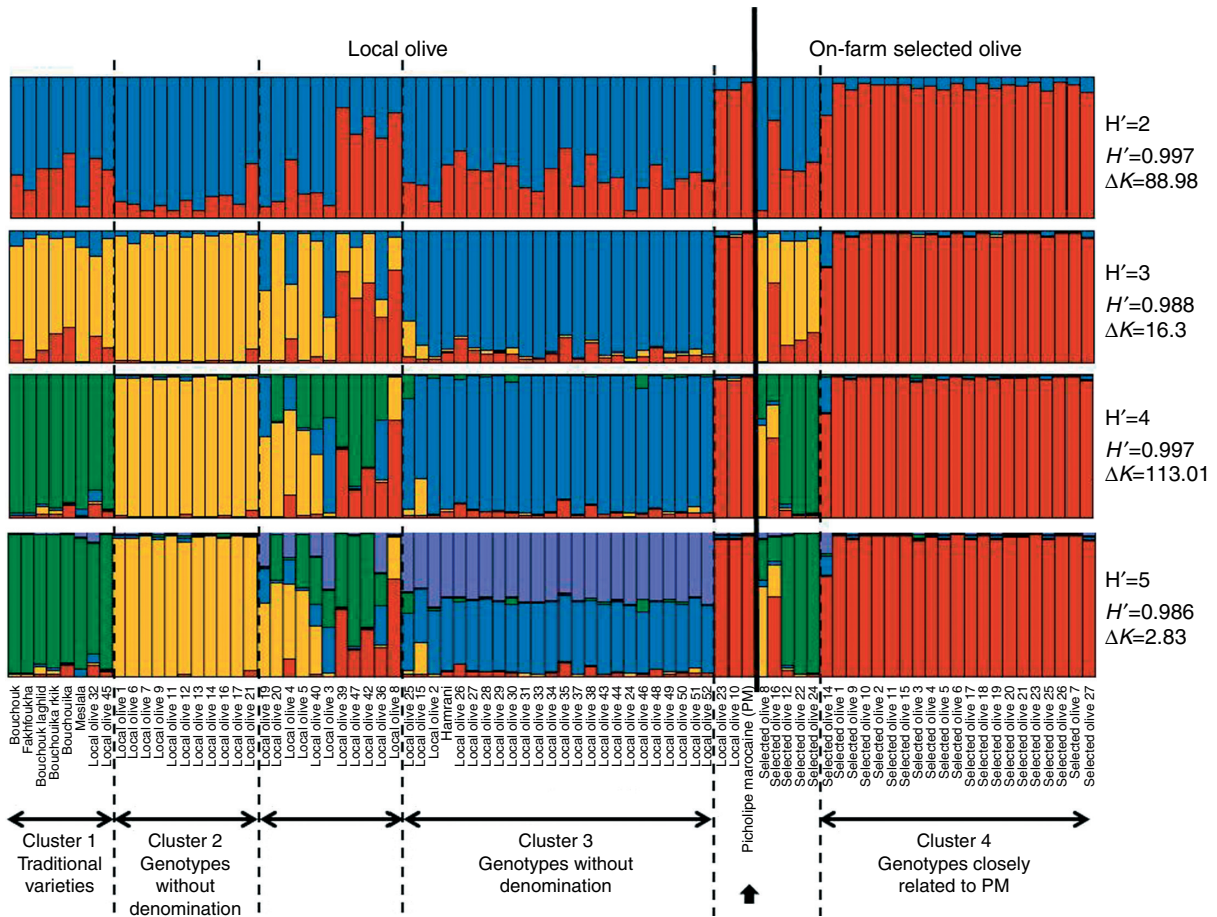 Local olive
On-farm selected olive
H′=2
H′=0.997
ΔK=88.98
H′=3
H′=0.988
ΔK=16.3
H′=4
H′=0.997
ΔK=113.01
H′=5
H′=0.986
ΔK=2.83
Bouchouk
Fakhfoukha
Bouchouk laghlid
Bouchouka rkik
Bouchouika
Meslala
Local olive 32
Local olive 45
Local olive 1
Local olive 6
Local olive 7
Local olive 9
Local olive 11
Local olive 12
Local olive 13
Local olive 14
Local olive 16
Local olive 17
Local olive 21
Local olive 19
Local olive 20
Local olive 4
Local olive 5
Local olive 40
Local olive 3
Local olive 39
Local olive 47
Local olive 42
Local olive 36
Local olive 8
Local olive 25
Local olive 15
Local olive 2
Hamrani
Local olive 26
Local olive 27
Local olive 28
Local olive 29
Local olive 30
Local olive 31
Local olive 33
Local olive 34
Local olive 35
Local olive 37
Local olive 38
Local olive 43
Local olive 44
Local olive 24
Local olive 46
Local olive 48
Local olive 49
Local olive 50
Local olive 51
Local olive 52
Local olive 23
Local olive 10
Picholipe marocaine (PM)
Selected olive 8
Selected olive 16
Selected olive 12
Selected olive 22
Selected olive 24
Selected olive 14
Selected olive 1
Selected olive 9
Selected olive 10
Selected olive 2
Selected olive 11
Selected olive 15
Selected olive 3
Selected olive 4
Selected olive 5
Selected olive 6
Selected olive 17
Selected olive 18
Selected olive 19
Selected olive 20
Selected olive 21
Selected olive 23
Selected olive 25
Selected olive 26
Selected olive 7
Selected olive 27
Cluster 1
Traditional
varieties
Cluster 2
Genotypes
without
denomination
Cluster 3
Genotypes without
denomination
Cluster 4
Genotypes closely
related to PM